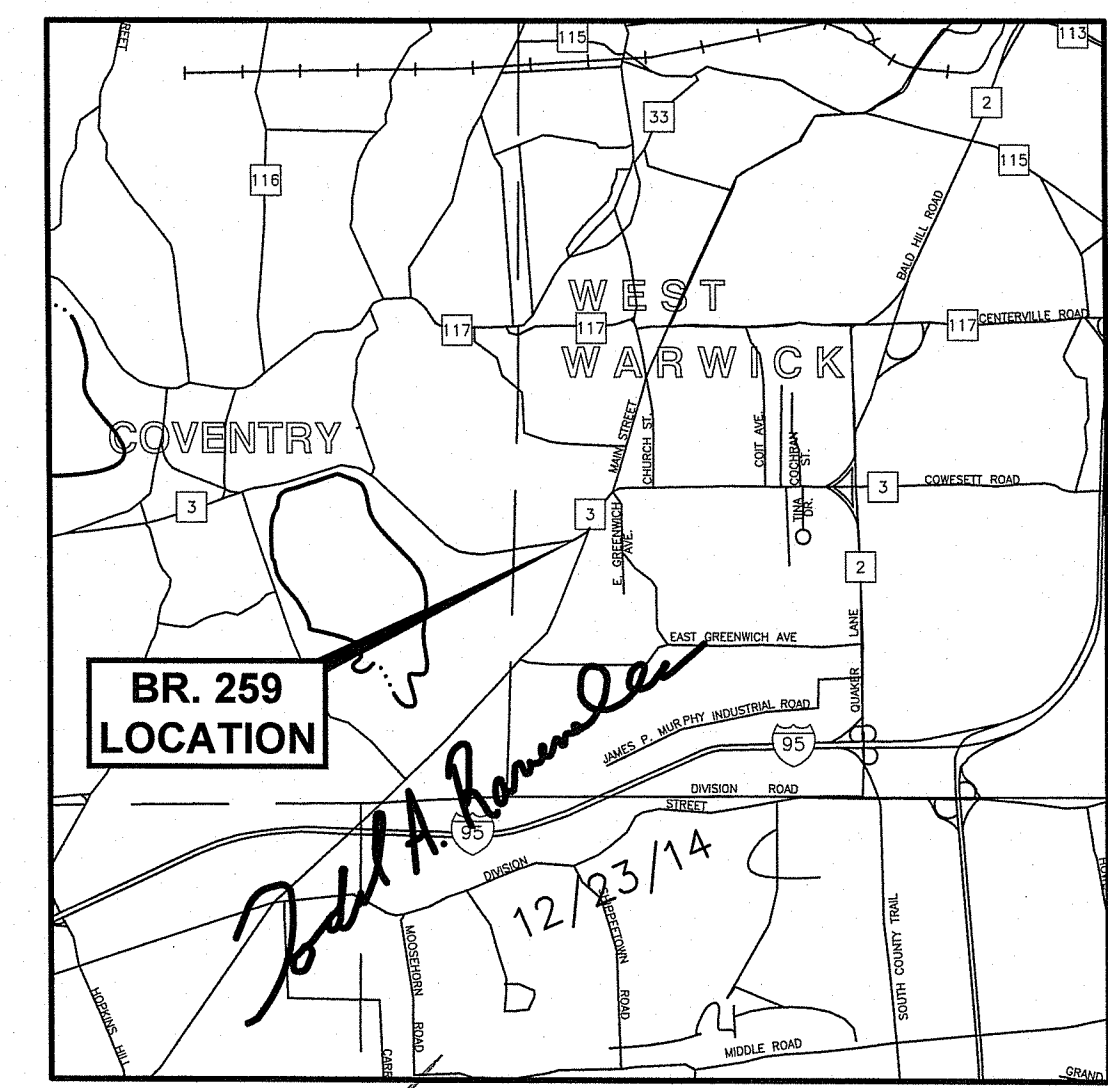 REET
115
113
33
2
116
115
BALD HILL ROAD
WEST
117
117
117
CENTERVILLE ROAD
WARWICK
COVENTRY
MAIN STREET
CHURCH ST.
COIT AVE.
COCHRAN ST.
3
3
3
COWESETT ROAD
TINA DR.
E. GREENWICH AVE.
2
EAST GREENWICH AVE
QUAKER LANE
BR. 259
LOCATION
JAMES P. MURPHY INDUSTRIAL ROAD
95
DIVISION ROAD
STREET
95
DIVISION
12/23/14
ROAD
MOOSEHORN ROAD
SOUTH COUNTY TRAIL
HOPKINS HILL
CARR
MIDDLE ROAD
GRAND